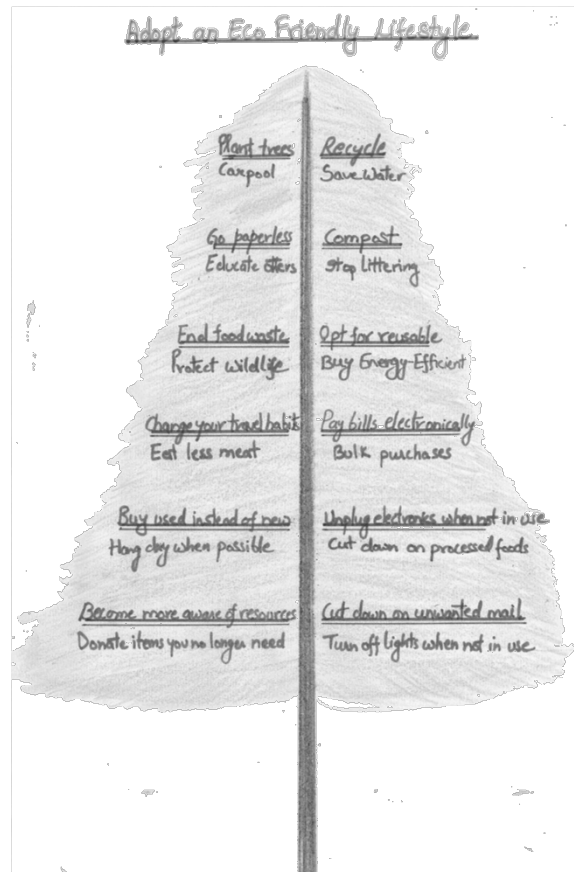 Adopt an Eco Friendly Lifestyle
Plant trees
Carpool
Go paperless
Educate otters
End food waste
Protect wildlife
Change your travel habit
Eat less meat
Buy used instead of new
Hang dry when possible
Become more aware of resources
Donate items you no longer need
Recycle
Save Water
Compost
Stop littering
Opt for reusable
Buy Energy-Efficient
Pay bills electronically
Bulk purchases
Unplug electronics when not in use
Cut down on processed foods
Cut down on unwanted mail
Turn off lights when not in use